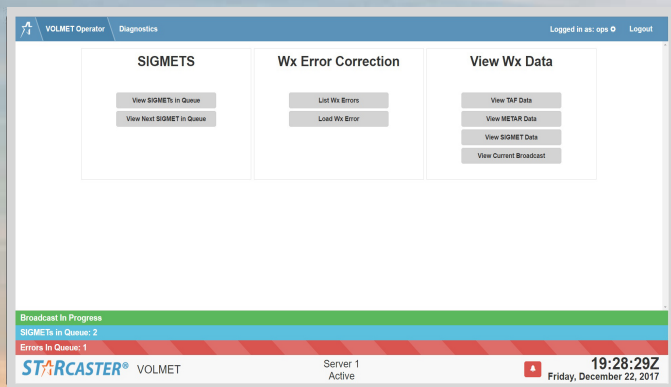 VOLMET Operator Diagnostics Logged in as: ops Logout
SIGMETS
View SIGMETs in Queue
View Next SIGMET in Queue
Wx Error Correction
List Wx Errors
Load Wx Error
View Wx Data
View TAF Data
View METAR Data
View SIGMET Data
View Current Broadcast
Broadcast In Progress
SIGMETs in Queue: 2
Errors In Queue: 1
STARCASTER® VOLMET
Server 1
Active
19:28:29Z
Friday, December 22, 2017